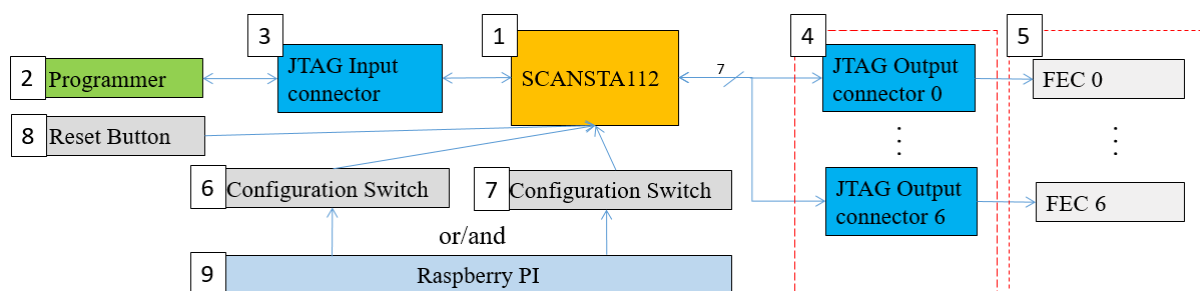 3
1
4
5
2
Programmer
JTAG Input
connector
SCANSTA112
7
JTAG Output
connector 0
FEC 0
8
Reset Button
6
Configuration Switch
7
Configuration Switch
JTAG Output
connector 6
FEC 6
or/and
9
Raspberry PI